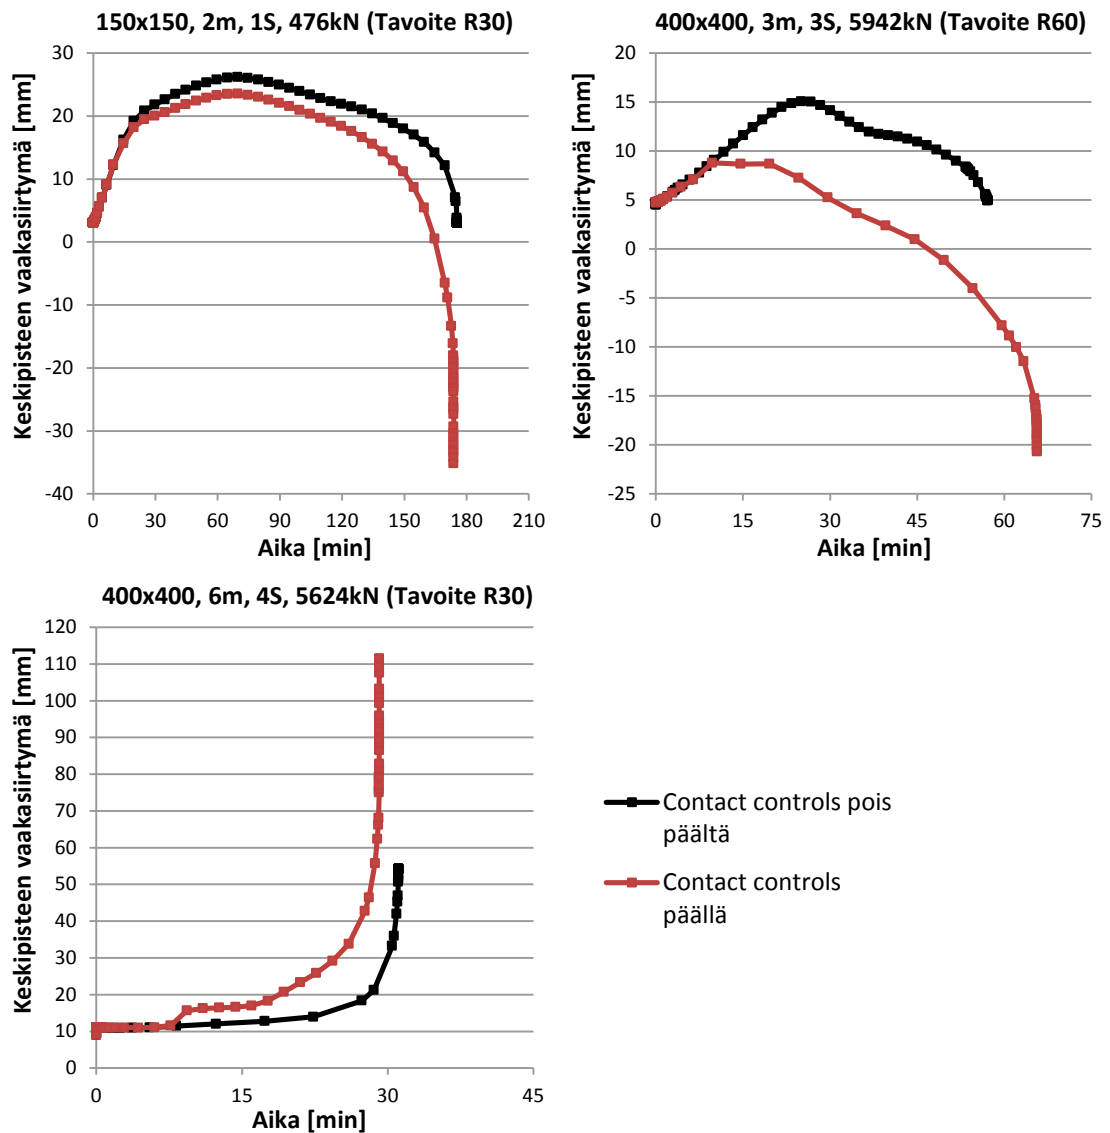 150x150, 2m, 1S, 476kN (Tavoite R30)
Keskipisteen vaakasiirtymä [mm]
30
20
10
0
-10
-20
-30
-40
0 30 60 90 120 150 180 210
Aika [min]
400x400, 3m, 3S, 5942kN (Tavoite R60)
Keskipisteen vaakasiirtymä [mm]
20
15
10
5
0
-5
-10
-15
-20
-25
0 15 30 45 60 75
Aika [min]
400x400, 6m, 4S, 5624kN (Tavoite R30)
Keskipisteen vaakasiirtymä [mm]
120
110
100
90
80
70
60
50
40
30
20
10
0
0 15 30 45
Aika [min]
Contact controls pois
päältä
Contact controls
päällä